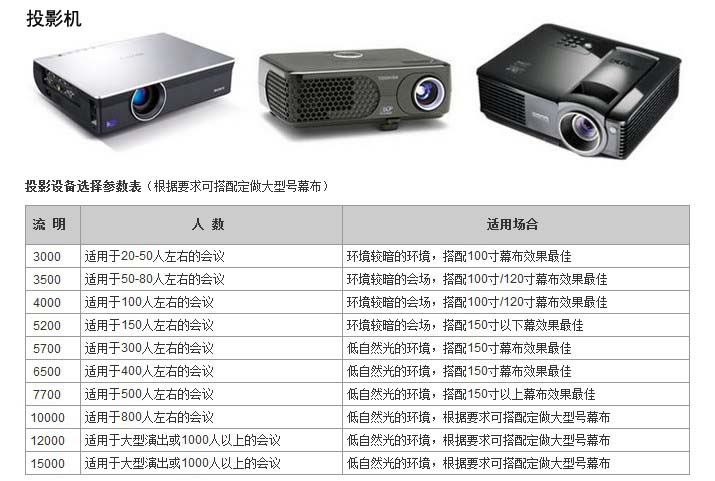 投影机
SONY
TOSHIBA
DLP
BenQ
投影设备选择参数表（根据要求可搭配定做大型号幕布）
流 明 人 数 适用场合
3000 适用于20-50人左右的会议 环境较暗的环境，搭配100寸幕布效果最佳
3500 适用于50-80人左右的会议 环境较暗的会场，搭配100寸/120寸幕布效果最佳
4000 适用于100人左右的会议 环境较暗的会场，搭配100寸/120寸幕布效果最佳
5200 适用于150人左右的会议 环境较暗的会场，搭配150寸以下幕效果最佳
5700 适用于300人左右的会议 低自然光的环境，搭配150寸幕布效果最佳
6500 适用于400人左右的会议 低自然光的环境，搭配150寸幕布效果最佳
7700 适用于500人左右的会议 低自然光的环境，搭配150寸以上幕布效果最佳
10000 适用于800人左右的会议 低自然光的环境，根据要求可搭配定做大型号幕布
12000 适用于大型演出或1000人以上的会议 低自然光的环境，根据要求可搭配定做大型号幕布
15000 适用于大型演出或1000人以上的会议 低自然光的环境，根据要求可搭配定做大型号幕布